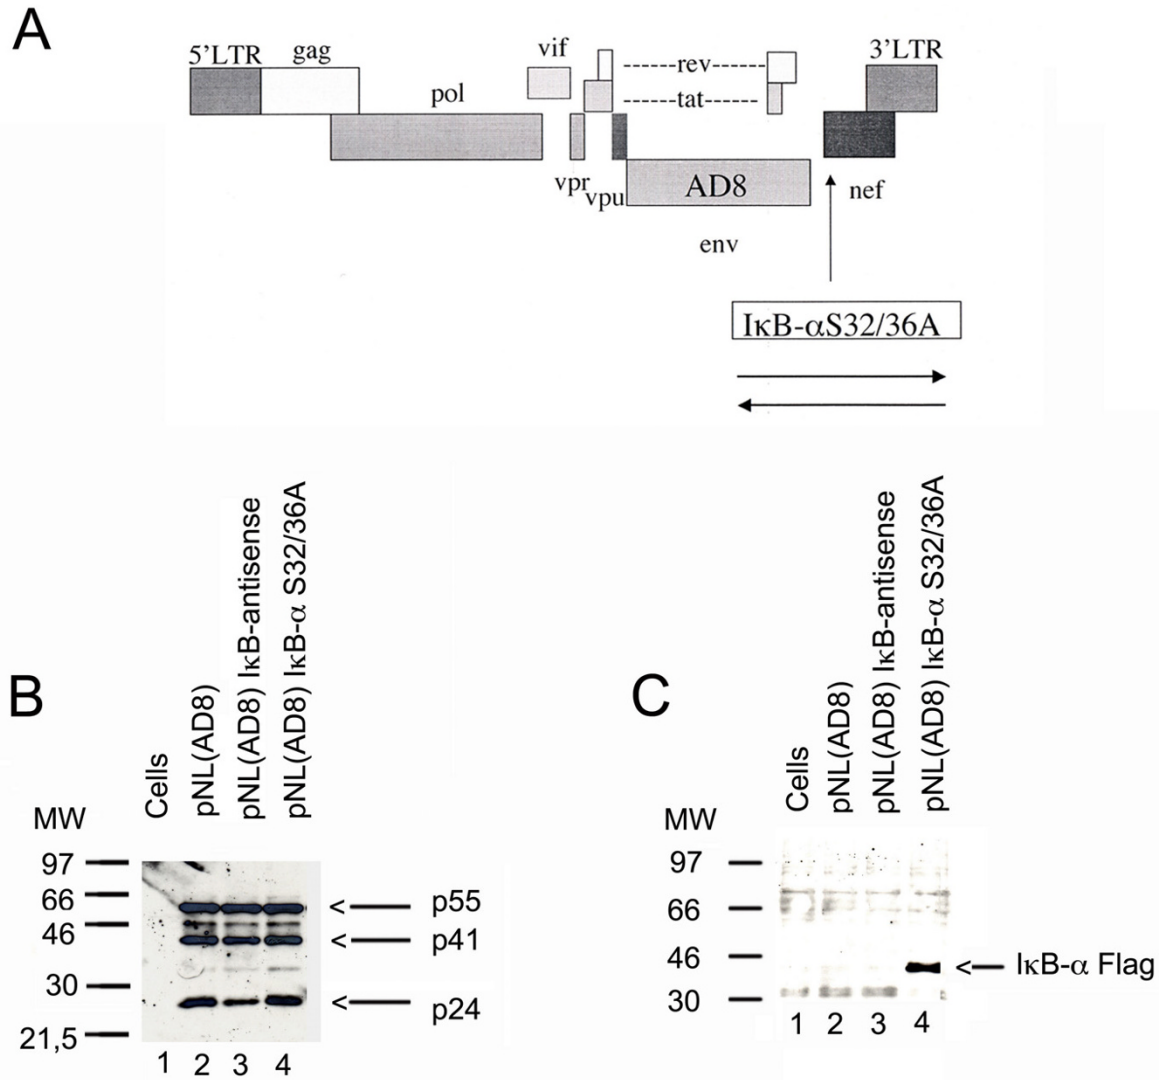 A
5'LTR gag vif 3'LTR
pol
------rev------
------tat------
vpr
vpu
AD8
nef
env
IκB-αS32/36A
B
Cells
pNL(AD8)
pNL(AD8) IκB-antisense
pNL(AD8) IκB-α S32/36A
MW
97
66
46
30
21,5
p55
p41
p24
1 2 3 4
C
Cells
pNL(AD8)
pNL(AD8) IκB-antisense
pNL(AD8) IκB-α S32/36A
MW
97
66
46
30
< IκB-α Flag
1 2 3 4